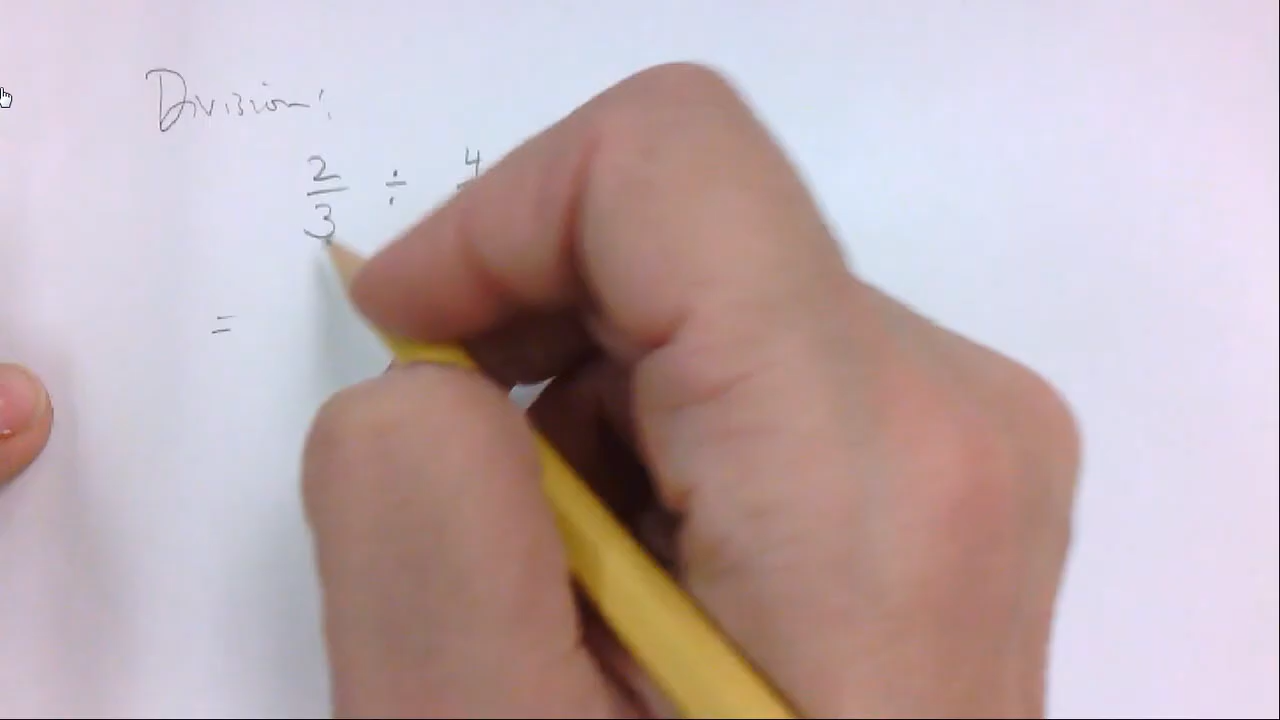 Division:
2/3 ÷ 4
=